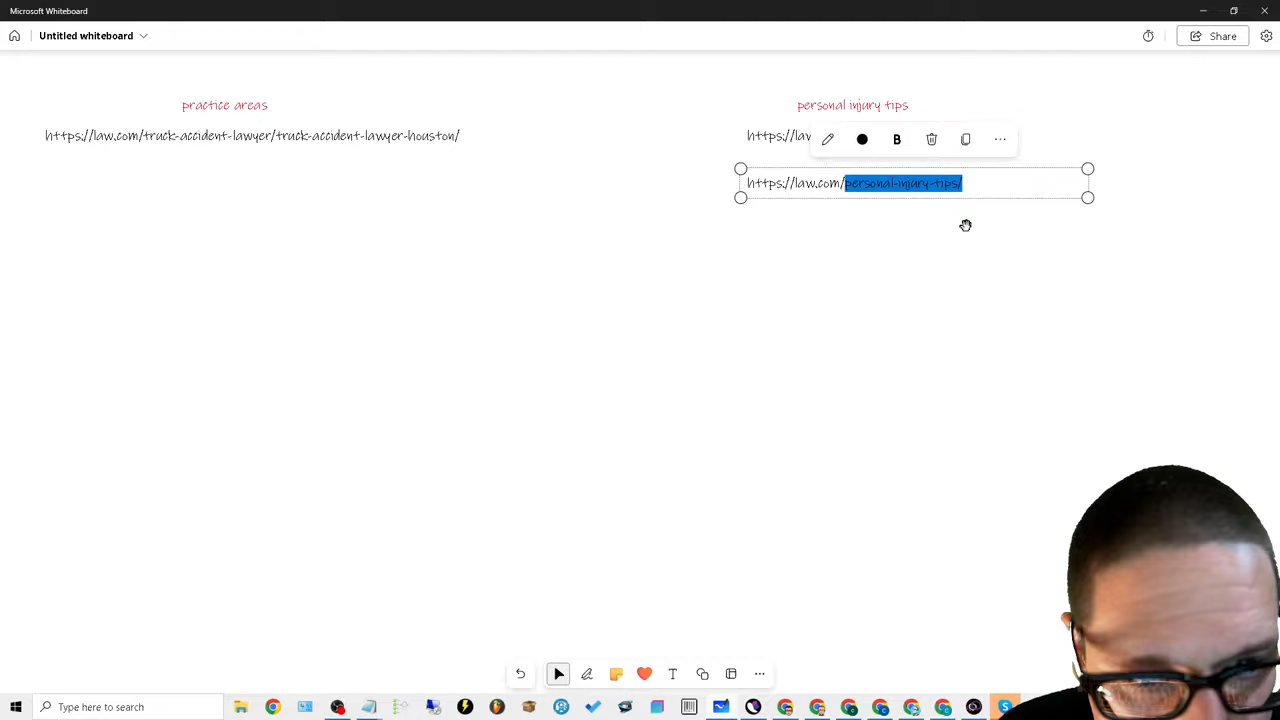 Microsoft Whiteboard
Untitled whiteboard
Share
practice areas
personal injury tips
https://law.com/truck-accident-lawyer/truck-accident-lawyer-houston/
https://law
B
https://law.com/personal-injury-tips/
T
Type here to search